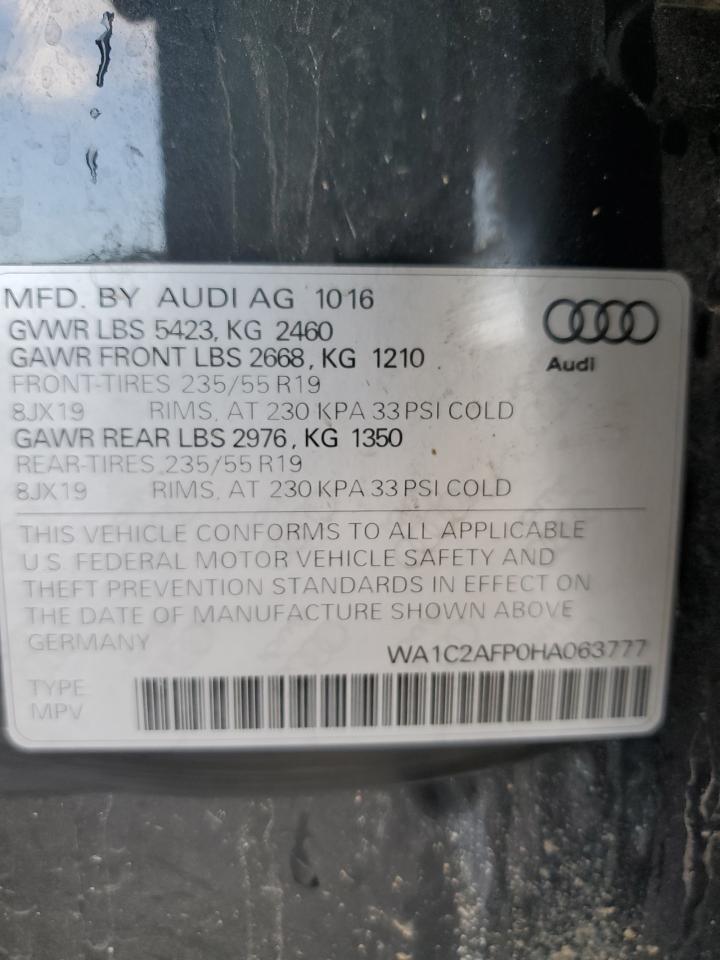 MFD. BY AUDI AG 1016
GVWR LBS 5423, KG 2460
GAWR FRONT LBS 2668, KG 1210
FRONT-TIRES 235/55 R19
8JX19 RIMS, AT 230 KPA 33 PSI COLD
GAWR REAR LBS 2976, KG 1350
REAR-TIRES 235/55 R19
8JX19 RIMS, AT 230 KPA 33 PSI COLD
Audi
THIS VEHICLE CONFORMS TO ALL APPLICABLE
U.S. FEDERAL MOTOR VEHICLE SAFETY AND
THEFT PREVENTION STANDARDS IN EFFECT ON
THE DATE OF MANUFACTURE SHOWN ABOVE
GERMANY
WA1C2AFP0HA063777
TYPE
MPV